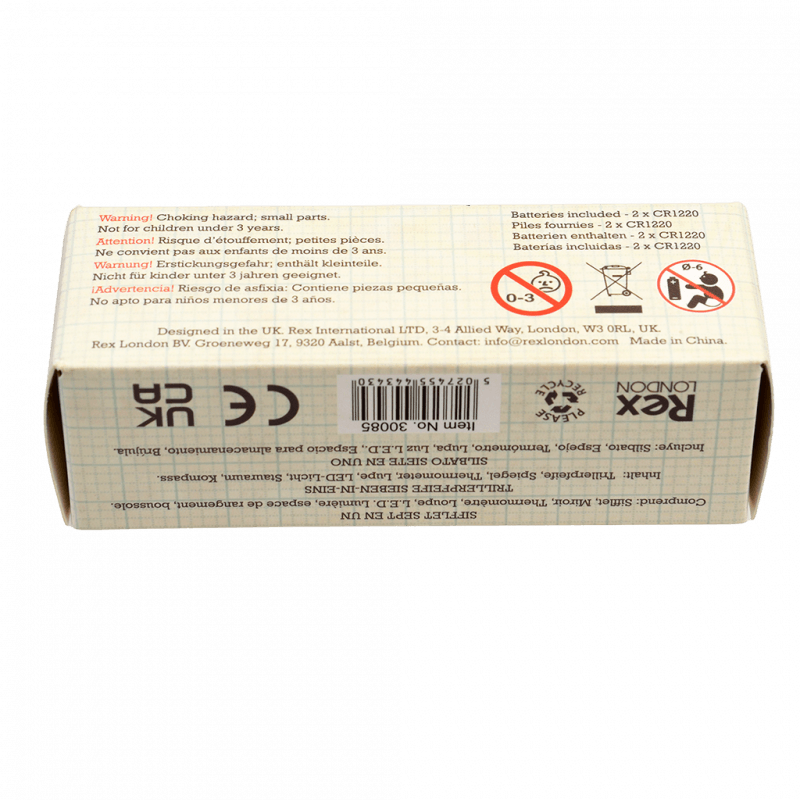 Warning! Choking hazard; small parts.
Not for children under 3 years.
Attention! Risque d'étouffement; petites pièces.
Ne convient pas aux enfants de moins de 3 ans.
Warnung! Erstickungsgefahr; enthält kleinteile.
Nicht für kinder unter 3 jahren geeignet.
¡Advertencia! Riesgo de asfixia: Contiene piezas pequeñas.
No apto para niños menores de 3 años.
Batteries included - 2 x CR1220
Piles fournies - 2 x CR1220
Batterien enthalten - 2 x CR1220
Baterías incluidas - 2 x CR1220
0-3
Ø-6
Designed in the UK. Rex International LTD, 3-4 Allied Way, London, W3 0RL, UK.
Rex London BV. Groeneweg 17, 9320 Aalst, Belgium. Contact: info@rexlondon.com Made in China.
SIFFLET SEPT EN UN
Comprend: Sifflet, Miroir, Thermomètre, Loupe, L.E.D. Lumière, espace de rangement, boussole.
TRILLERPFEIFE SIEBEN-IN-EINS
Inhalt: Trillerpfeife, Spiegel, Thermometer, Lupe, LED-Licht, Stauraum, Kompass.
SILBATO SIETE EN UNO
Incluye: Silbato, Espejo, Termómetro, Lupa, Luz L.E.D., Espacio para almacenamiento, Brújula.
Rex
LONDON
PLEASE
RECYCLE
Item No. 30085
5 027455 443430
CE
UK
CA